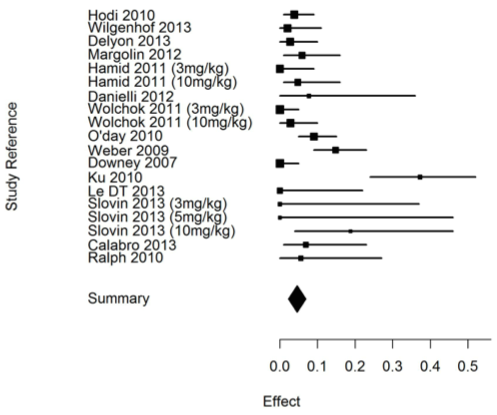 Hodi 2010
Wilgenhof 2013
Delyon 2013
Margolin 2012
Hamid 2011 (3mg/kg)
Hamid 2011 (10mg/kg)
Danielli 2012
Wolchok 2011 (3mg/kg)
Wolchok 2011 (10mg/kg)
O'day 2010
Weber 2009
Downey 2007
Ku 2010
Le DT 2013
Slovin 2013 (3mg/kg)
Slovin 2013 (5mg/kg)
Slovin 2013 (10mg/kg)
Calabro 2013
Ralph 2010
Summary
Study Reference
0.0 0.1 0.2 0.3 0.4 0.5
Effect